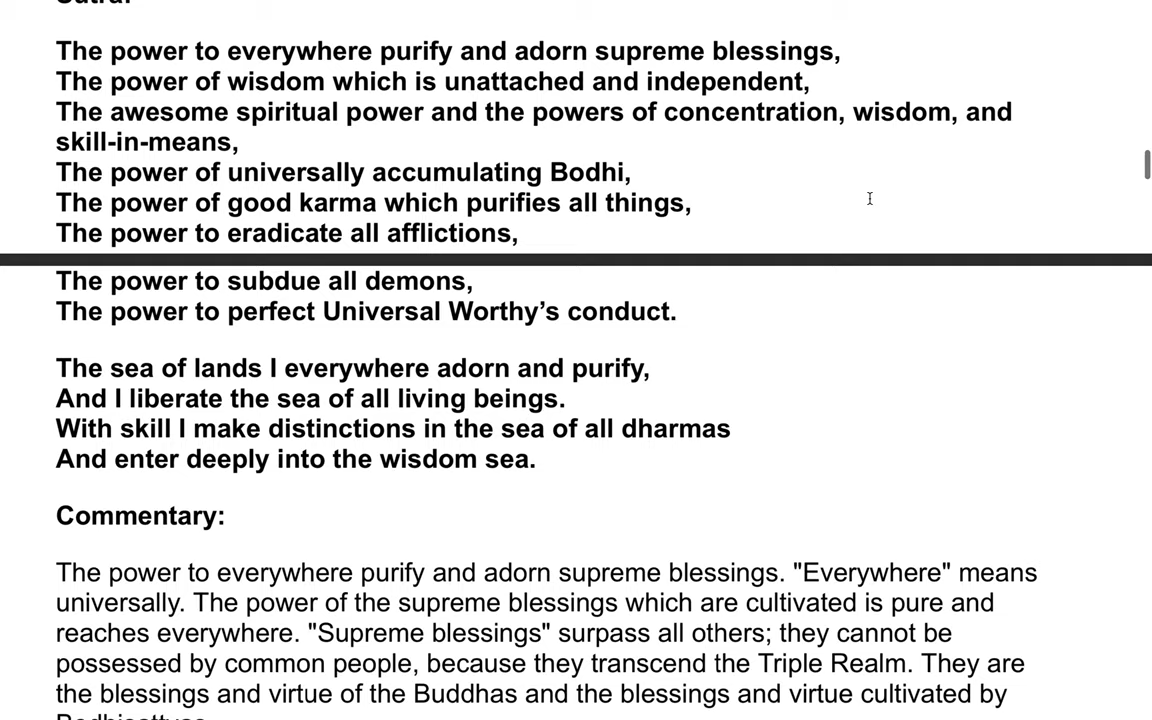 The power to everywhere purify and adorn supreme blessings,
The power of wisdom which is unattached and independent,
The awesome spiritual power and the powers of concentration, wisdom, and
skill-in-means,
The power of universally accumulating Bodhi,
The power of good karma which purifies all things,
The power to eradicate all afflictions,
The power to subdue all demons,
The power to perfect Universal Worthy’s conduct.
The sea of lands I everywhere adorn and purify,
And I liberate the sea of all living beings.
With skill I make distinctions in the sea of all dharmas
And enter deeply into the wisdom sea.
Commentary:
The power to everywhere purify and adorn supreme blessings. "Everywhere" means
universally. The power of the supreme blessings which are cultivated is pure and
reaches everywhere. "Supreme blessings" surpass all others; they cannot be
possessed by common people, because they transcend the Triple Realm. They are
the blessings and virtue of the Buddhas and the blessings and virtue cultivated by